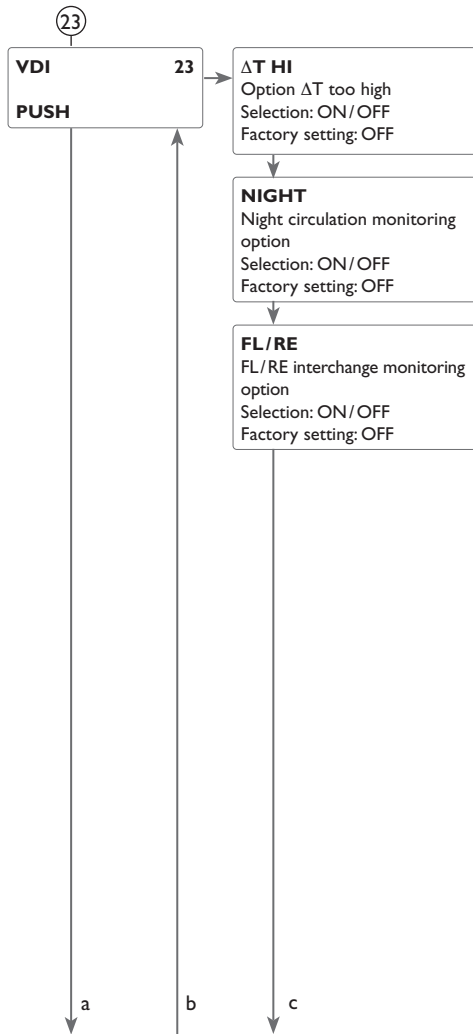 23
VDI 23
PUSH
ΔT HI
Option ΔT too high
Selection: ON / OFF
Factory setting: OFF
NIGHT
Night circulation monitoring
option
Selection: ON / OFF
Factory setting: OFF
FL / RE
FL / RE interchange monitoring
option
Selection: ON / OFF
Factory setting: OFF
a b c